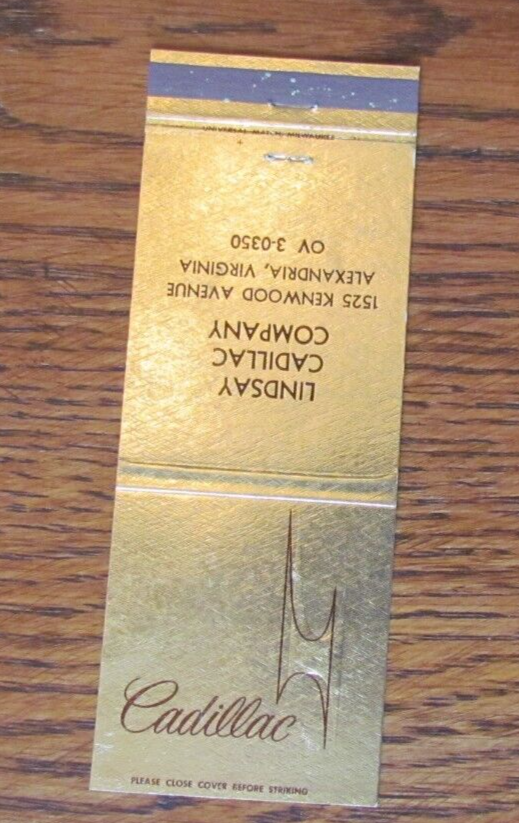 LINDSAY
CADILLAC
COMPANY
1525 KENWOOD AVENUE
ALEXANDRIA, VIRGINIA
OV 3-0350
Cadillac
PLEASE CLOSE COVER BEFORE STRIKING